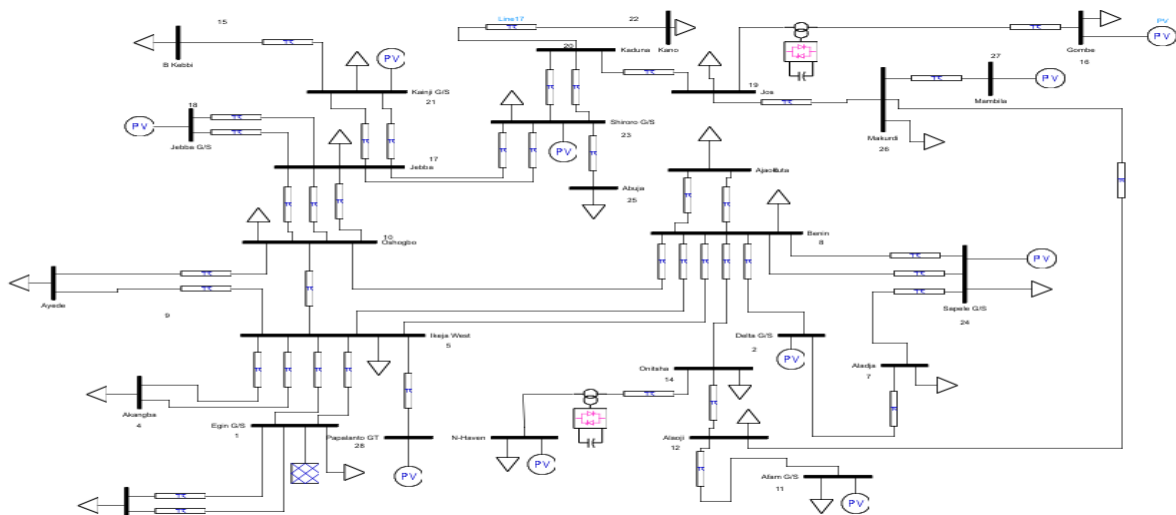 15
B Kebbi
PV
Kainji G/S
21
18
PV
Jebba G/S
17
Jebba
Line17
22
Kano
20
Kaduna
Shiroro G/S
23
PV
Abuja
25
19
Jos
PV
Gombe
16
27
PV
Mambila
Makurdi
26
Benin
8
10
Oshogbo
Ayede
9
Ikeja West
5
PV
Sapele G/S
24
Delta G/S
2
PV
Aladja
7
Onitsha
14
Akangba
4
Egin G/S
1
Papalanto GT
28
PV
N-Haven
PV
Alaoji
12
Afam G/S
11
PV